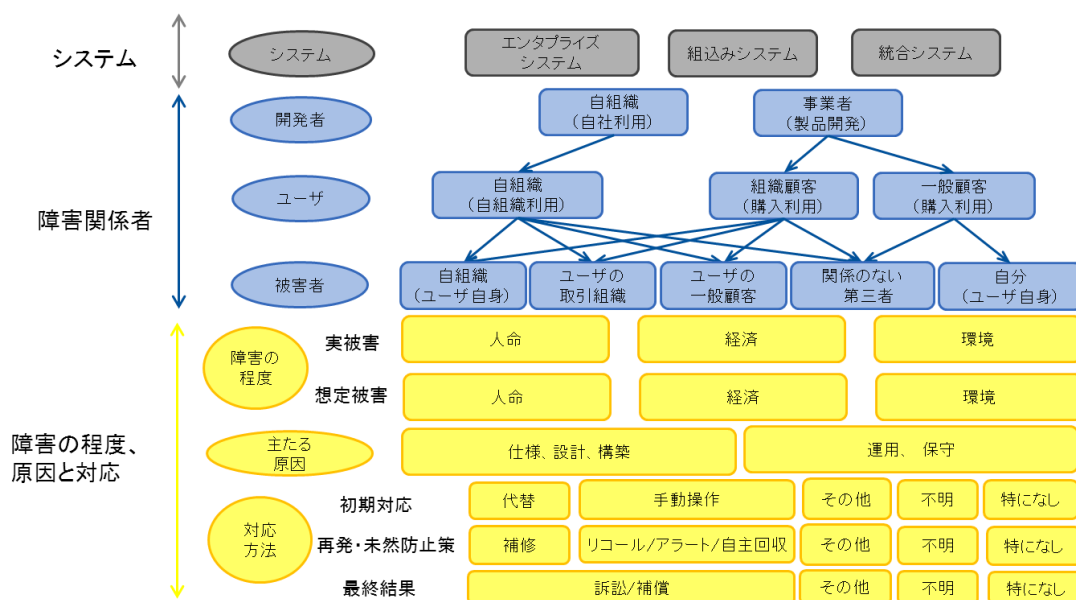 システム
システム
エンタプライズ
システム
組込みシステム
統合システム
障害関係者
開発者
自組織
(自社利用)
事業者
(製品開発)
ユーザ
自組織
(自組織利用)
組織顧客
(購入利用)
一般顧客
(購入利用)
被害者
自組織
(ユーザ自身)
ユーザの
取引組織
ユーザの
一般顧客
関係のない
第三者
自分
(ユーザ自身)
障害の程度、
原因と対応
障害の
程度
実被害
人命
経済
環境
想定被害
人命
経済
環境
主たる
原因
仕様、設計、構築
運用、 保守
対応
方法
初期対応
代替
手動操作
その他
不明
特になし
再発・未然防止策
補修
リコール/アラート/自主回収
その他
不明
特になし
最終結果
訴訟/補償
その他
不明
特になし